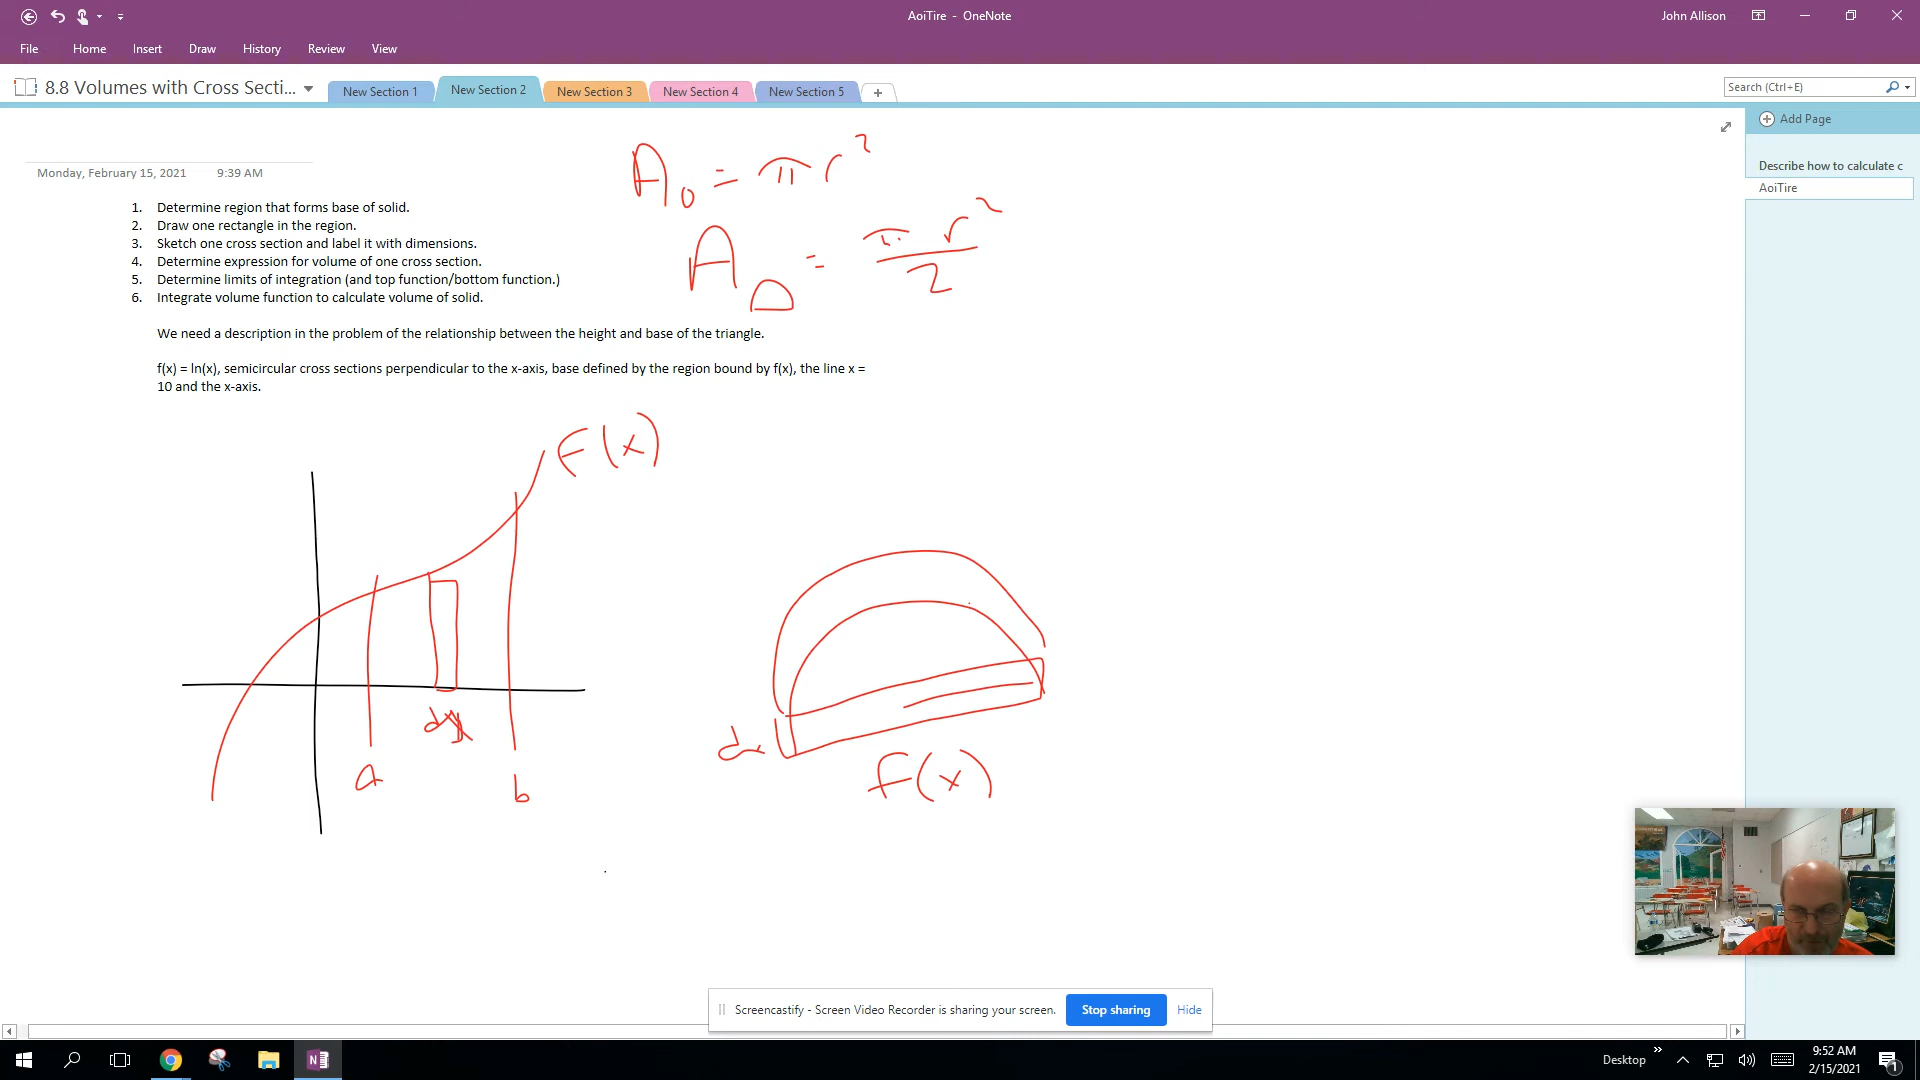 AoiTire - OneNote
John Allison
File Home Insert Draw History Review View
8.8 Volumes with Cross Secti...
New Section 1
New Section 2
New Section 3
New Section 4
New Section 5
Search (Ctrl+E)
Add Page
Describe how to calculate c
AoiTire
Monday, February 15, 2021 9:39 AM
A○ = πr²
A⌓ = πr²/2
1. Determine region that forms base of solid.
2. Draw one rectangle in the region.
3. Sketch one cross section and label it with dimensions.
4. Determine expression for volume of one cross section.
5. Determine limits of integration (and top function/bottom function.)
6. Integrate volume function to calculate volume of solid.
We need a description in the problem of the relationship between the height and base of the triangle.
f(x) = ln(x), semicircular cross sections perpendicular to the x-axis, base defined by the region bound by f(x), the line x =
10 and the x-axis.
f(x)
a
b
dx
f(x)
Screencastify - Screen Video Recorder is sharing your screen.
Stop sharing
Hide
Desktop
9:52 AM
2/15/2021
1